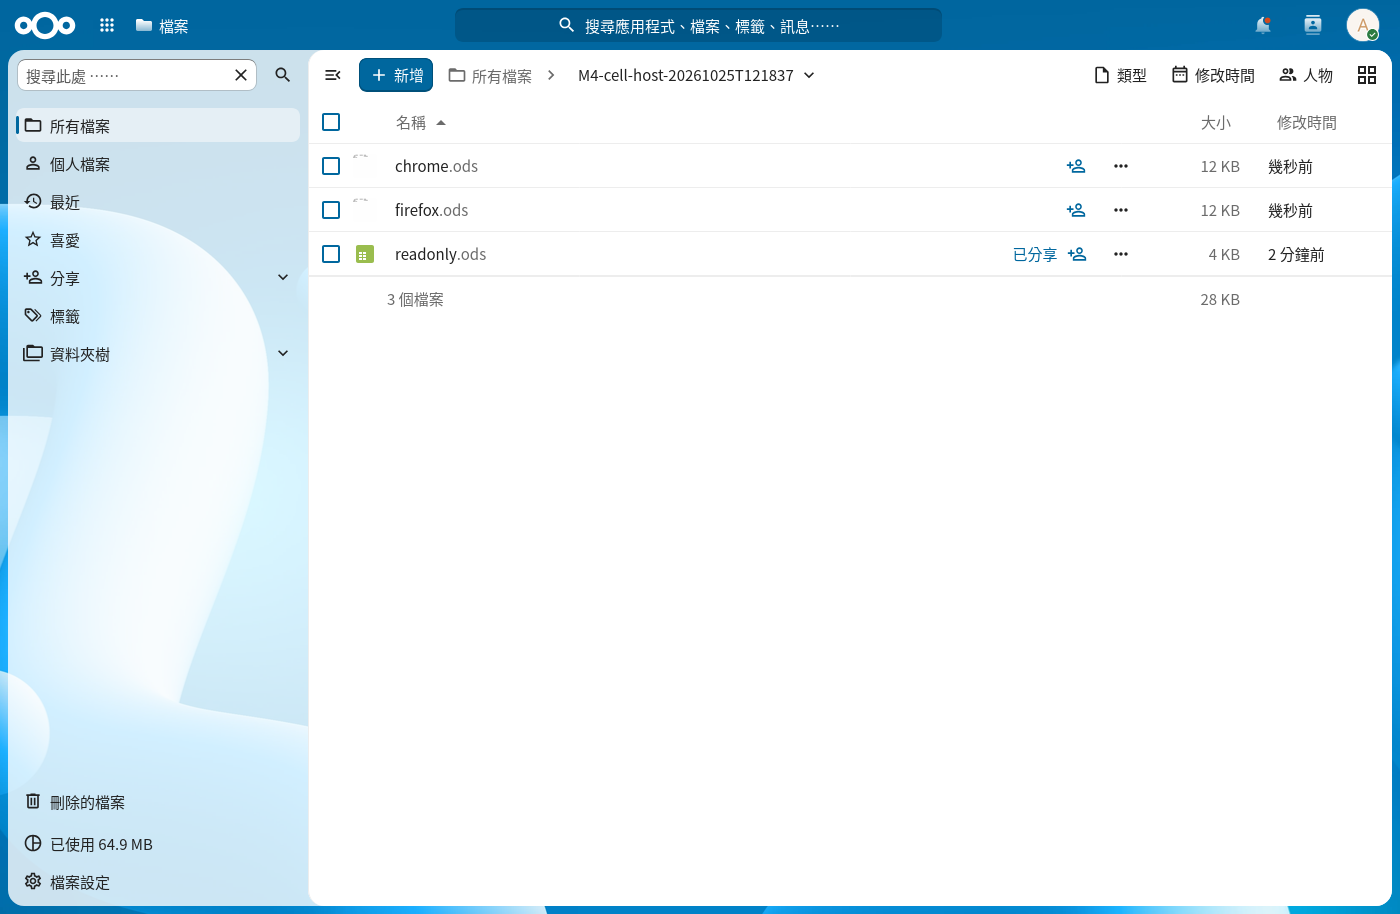 檔案
搜尋應用程式、檔案、標籤、訊息……
A
搜尋此處 ……
所有檔案
個人檔案
最近
喜愛
分享
標籤
資料夾樹
刪除的檔案
已使用 64.9 MB
檔案設定
新增
所有檔案
M4-cell-host-20261025T121837
類型
修改時間
人物
名稱
大小
修改時間
chrome.ods
12 KB
幾秒前
firefox.ods
12 KB
幾秒前
readonly.ods
已分享
4 KB
2 分鐘前
3 個檔案
28 KB